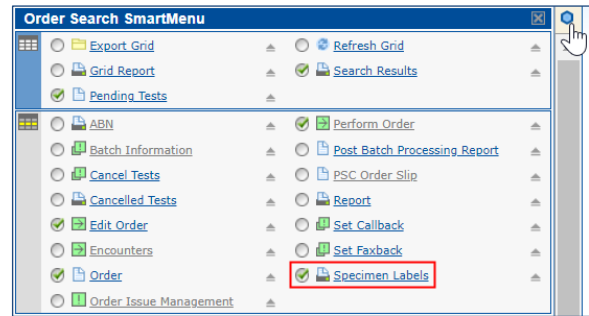 Order Search SmartMenu
Export Grid
Refresh Grid
Grid Report
Search Results
Pending Tests
ABN
Perform Order
Batch Information
Post Batch Processing Report
Cancel Tests
PSC Order Slip
Cancelled Tests
Report
Edit Order
Set Callback
Encounters
Set Faxback
Order
Specimen Labels
Order Issue Management